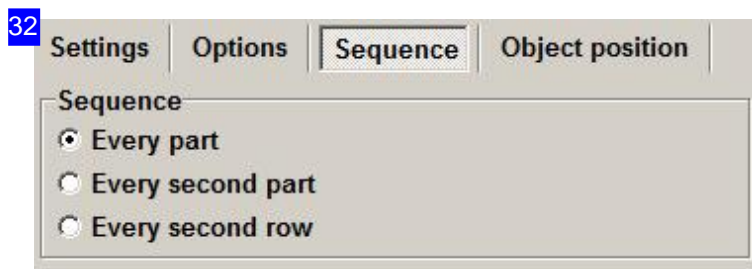 32
Settings Options Sequence Object position
Sequence
Every part
Every second part
Every second row